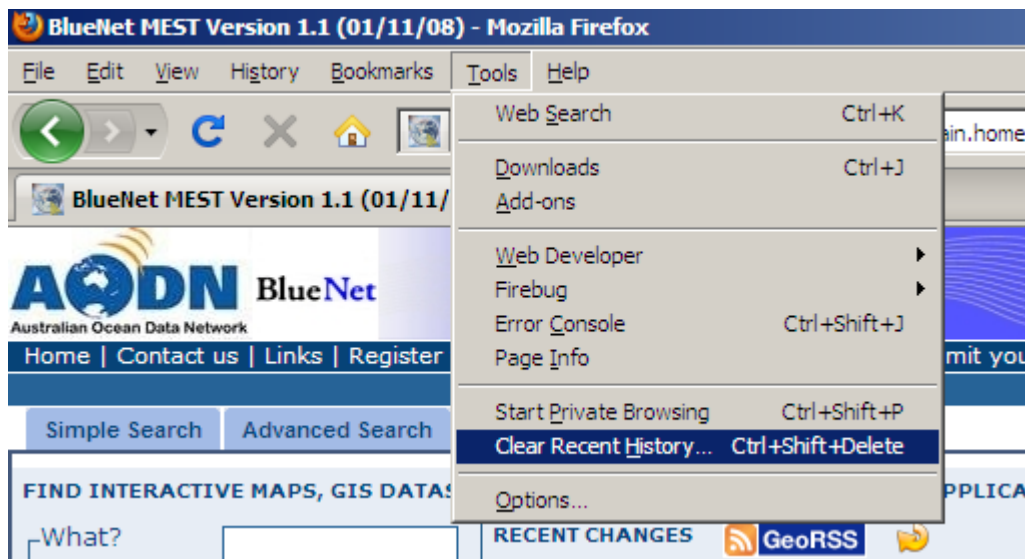 BlueNet MEST Version 1.1 (01/11/08) - Mozilla Firefox
File Edit View History Bookmarks Tools Help
Web Search Ctrl+K
ain.home
Downloads Ctrl+J
BlueNet MEST Version 1.1 (01/11/
Add-ons
Web Developer
AODN BlueNet
Firebug
Australian Ocean Data Network
Error Console Ctrl+Shift+J
Home | Contact us | Links | Register
Page Info
mit you
Start Private Browsing Ctrl+Shift+P
Simple Search Advanced Search
Clear Recent History... Ctrl+Shift+Delete
FIND INTERACTIVE MAPS, GIS DATAS
Options...
PPLICA
What?
RECENT CHANGES GeoRSS